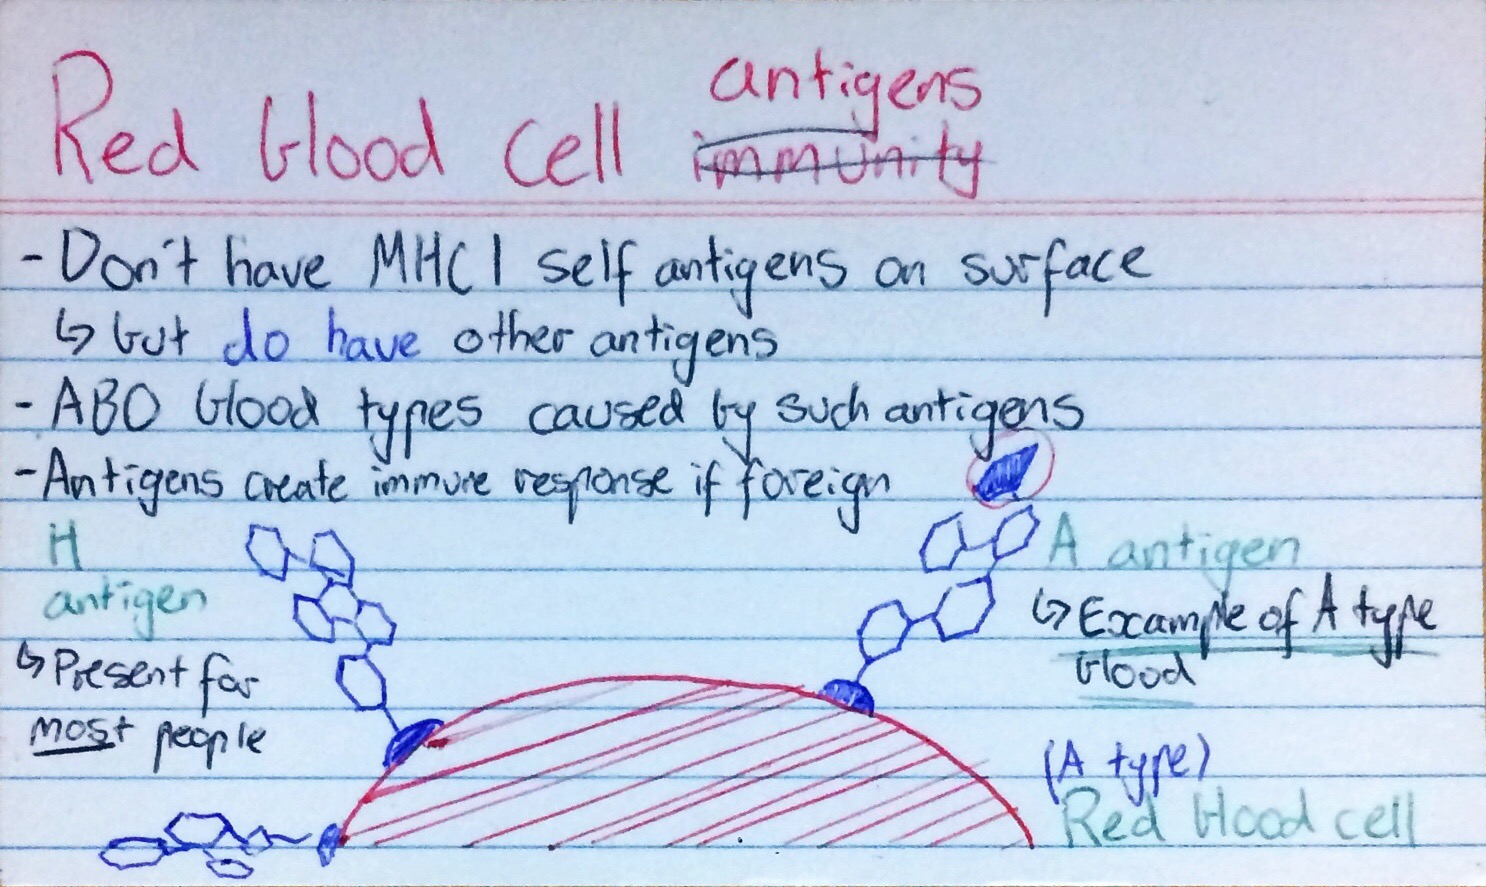 antigens
Red blood cell immunity
- Don't have MHC I self antigens on surface
↳ but do have other antigens
- ABO blood types caused by such antigens
- Antigens create immune response if foreign
H
antigen
↳ Present for
most people
A antigen
↳ Example of A type
blood
(A type)
Red blood cell